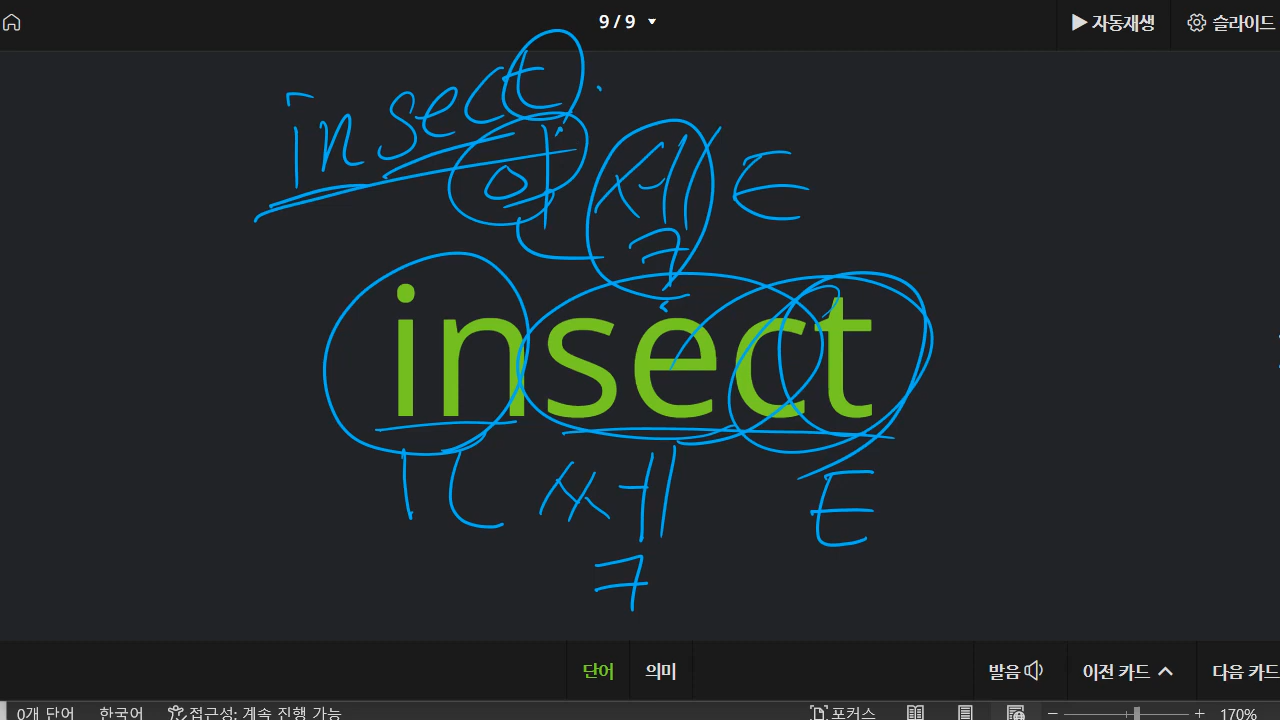 9 / 9
▶ 자동재생
슬라이드
insect
인 쎜 E
insect
ㅣㄴ 쎀 E
단어 의미
발음 이전 카드 다음 카드
0개 단어 한국어 접근성: 계속 진행 가능
포커스 170%